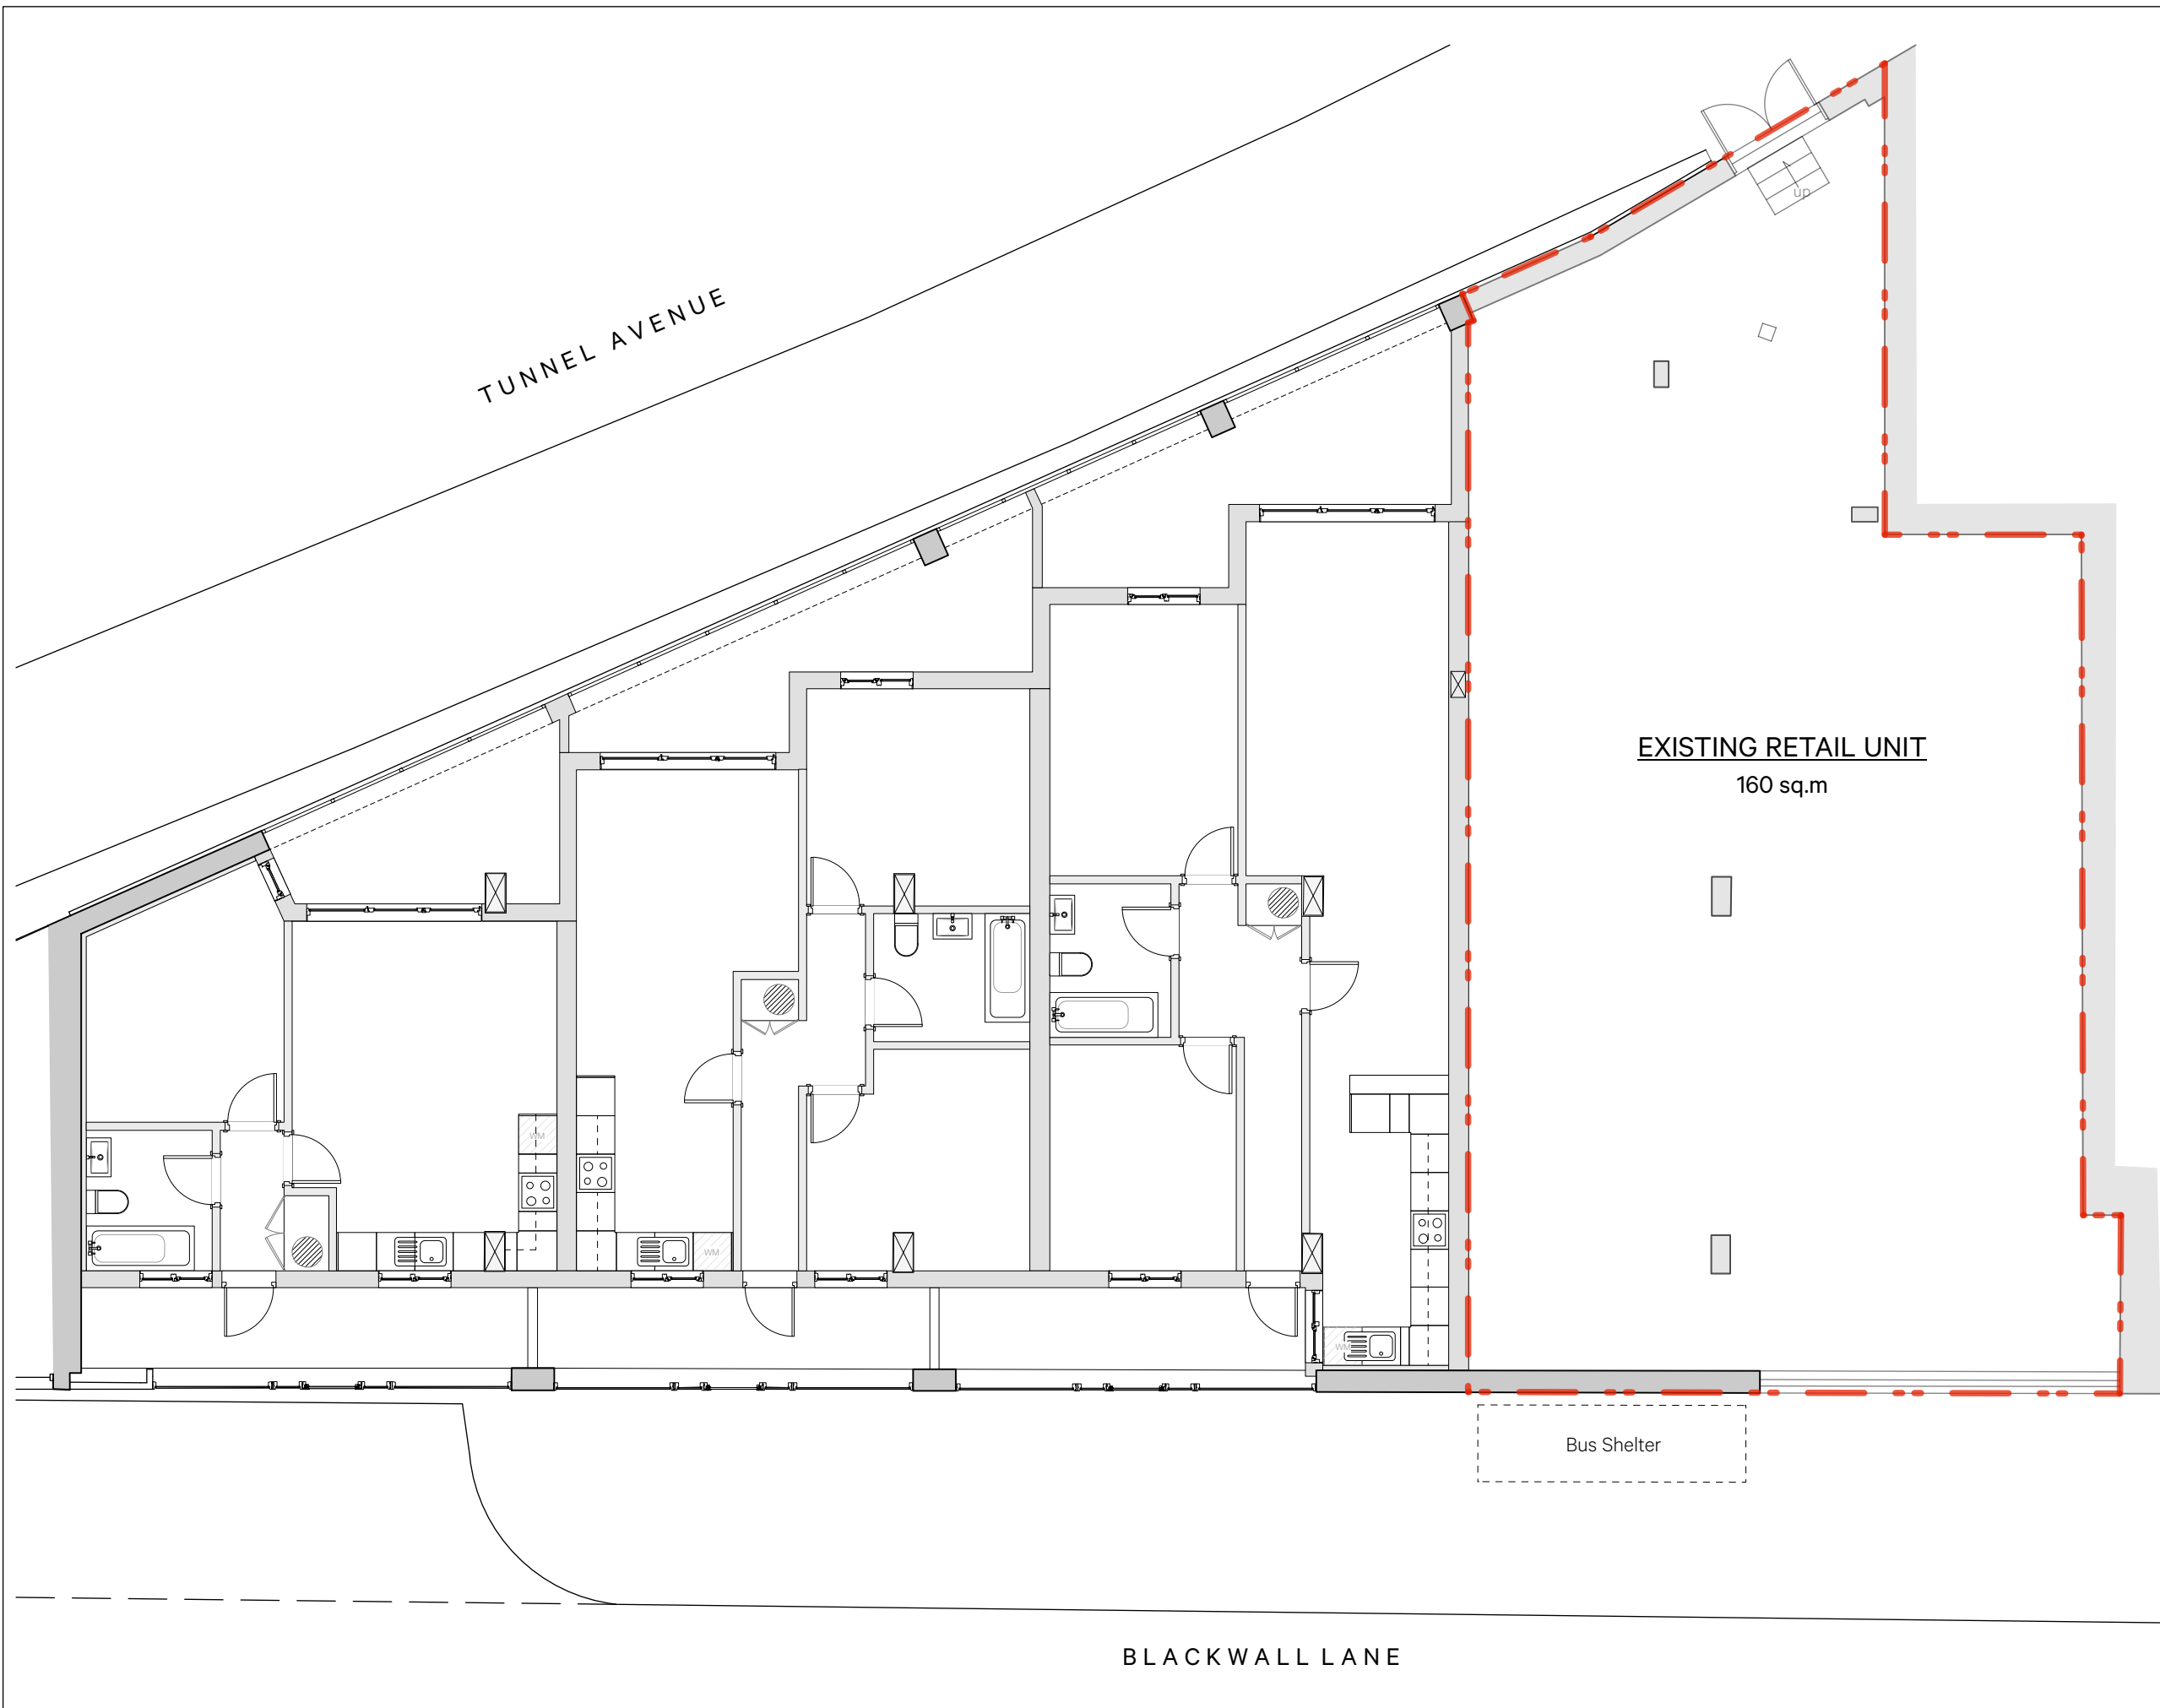 up
TUNNEL AVENUE
EXISTING RETAIL UNIT
160 sq.m
WM
WM
WM
Bus Shelter
BLACKWALL LANE